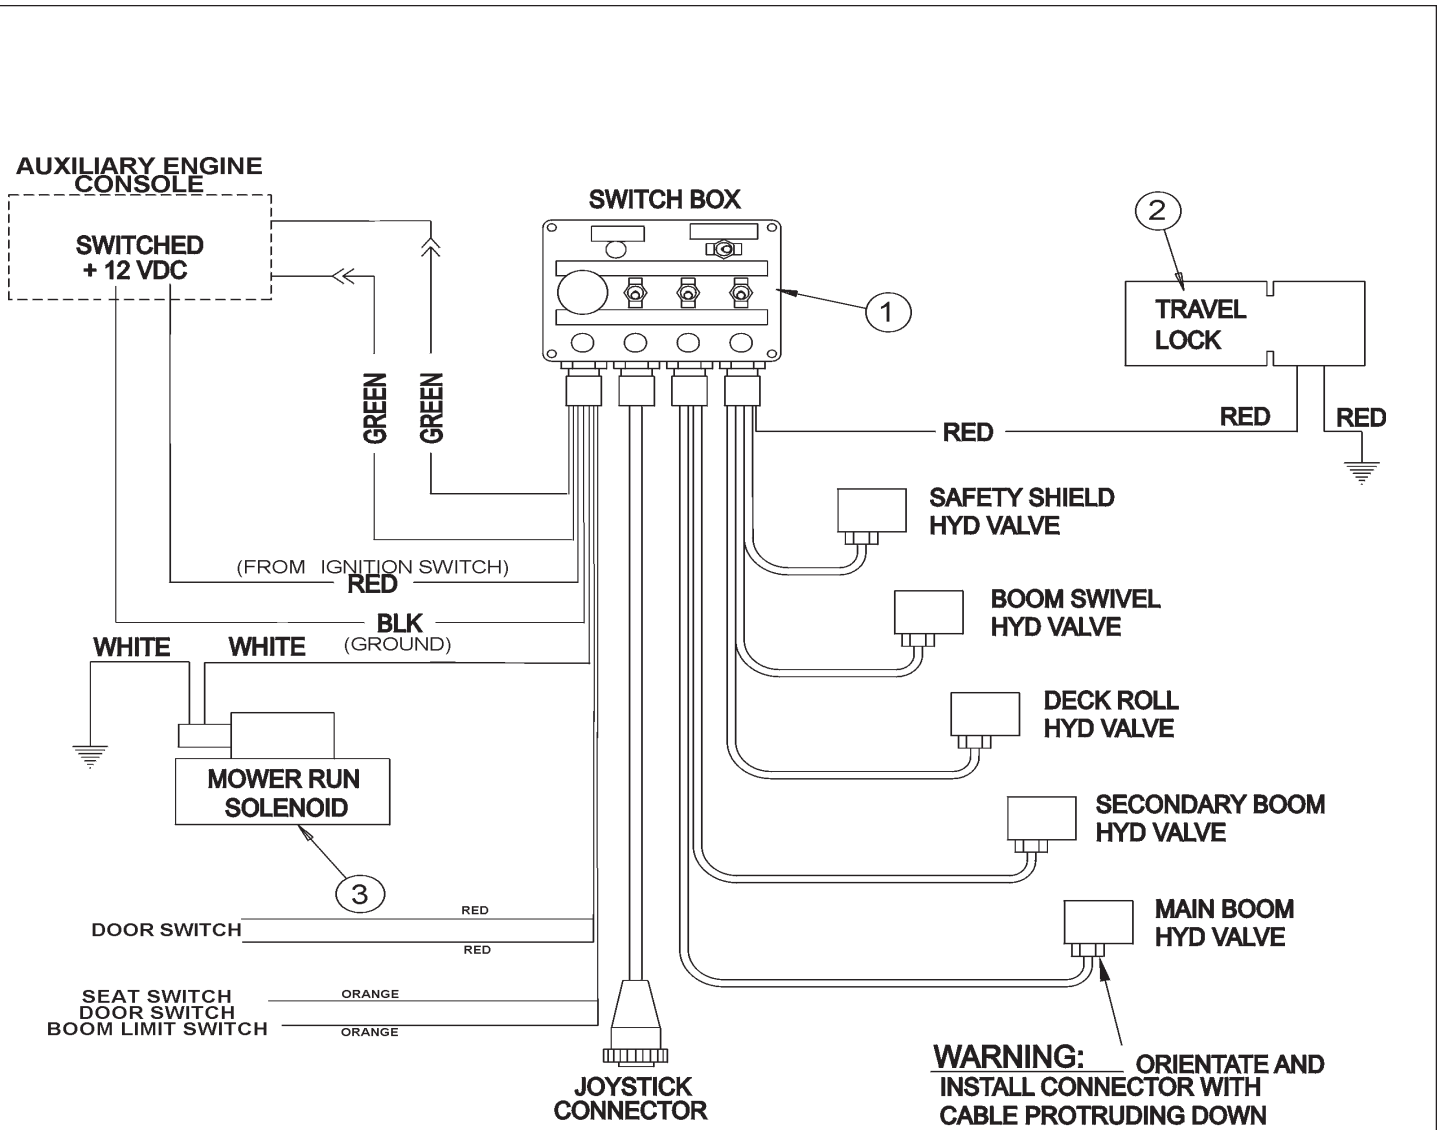 AUXILIARY ENGINE
CONSOLE
SWITCHED
+ 12 VDC
SWITCH BOX
1
2
TRAVEL
LOCK
GREEN
GREEN
RED
RED
RED
SAFETY SHIELD
HYD VALVE
(FROM IGNITION SWITCH)
RED
BLK
(GROUND)
WHITE
WHITE
BOOM SWIVEL
HYD VALVE
DECK ROLL
HYD VALVE
MOWER RUN
SOLENOID
SECONDARY BOOM
HYD VALVE
3
RED
DOOR SWITCH
RED
MAIN BOOM
HYD VALVE
SEAT SWITCH
DOOR SWITCH
BOOM LIMIT SWITCH
ORANGE
ORANGE
JOYSTICK
CONNECTOR
WARNING: ORIENTATE AND
INSTALL CONNECTOR WITH
CABLE PROTRUDING DOWN